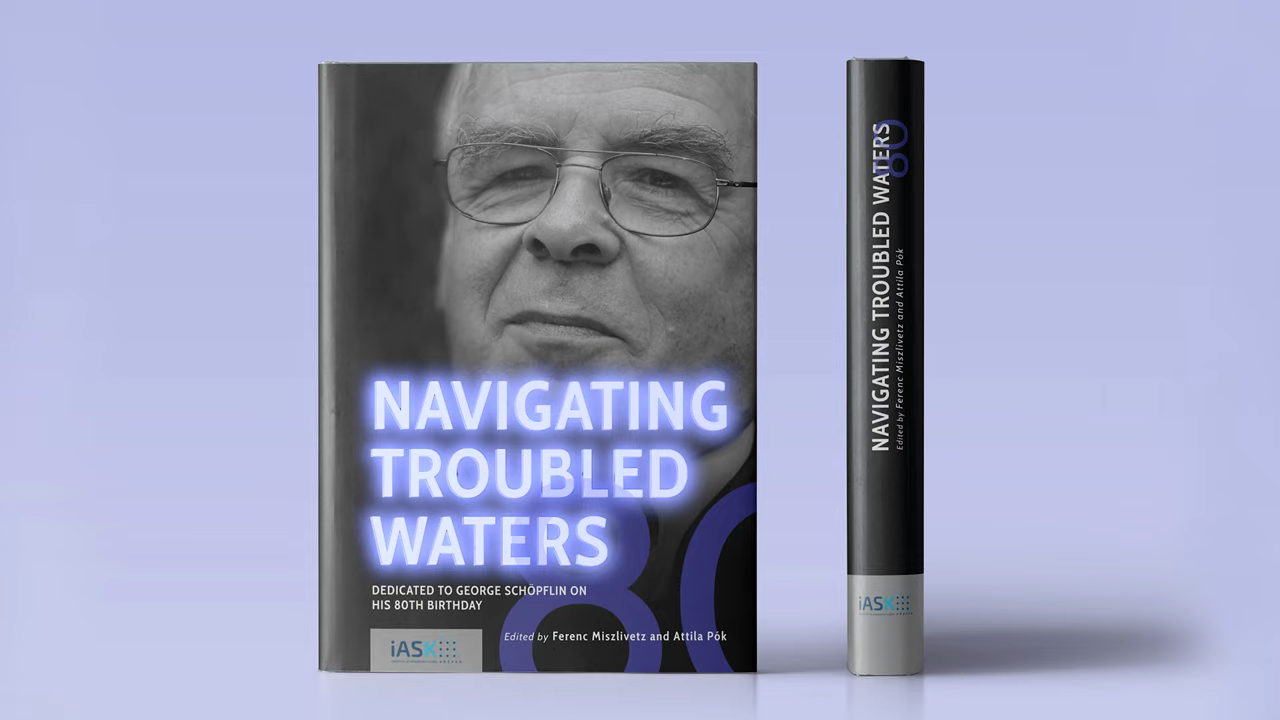 NAVIGATING
TROUBLED
WATERS
DEDICATED TO GEORGE SCHÖPFLIN ON
HIS 80TH BIRTHDAY
80
Edited by Ferenc Miszlivetz and Attila Pók
iASK
NAVIGATING TROUBLED WATERS
80
Edited by Ferenc Miszlivetz and Attila Pók
iASK